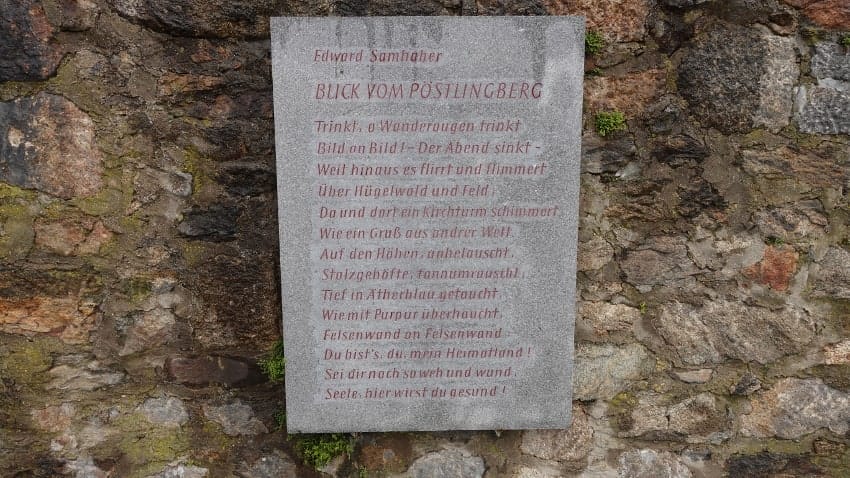 Edward Samhaber
BLICK VOM PÖSTLINGBERG
Trinkt, o Wanderaugen trinkt
Bild an Bild! – Der Abend sinkt –
Weit hinaus es flirrt und flimmert
Über Hügelwald und Feld,
Da und dort ein Kirchturm schimmert,
Wie ein Gruß aus andrer Welt.
Auf den Höhen, anbelauscht,
Stolzgehöfte, tannumrauscht,
Tief in Ätherblau getaucht,
Wie mit Purpur überhaucht,
Felsenwand an Felsenwand
Du bist's, du, mein Heimatland!
Sei dir noch so weh und wund,
Seele, hier wirst du gesund!